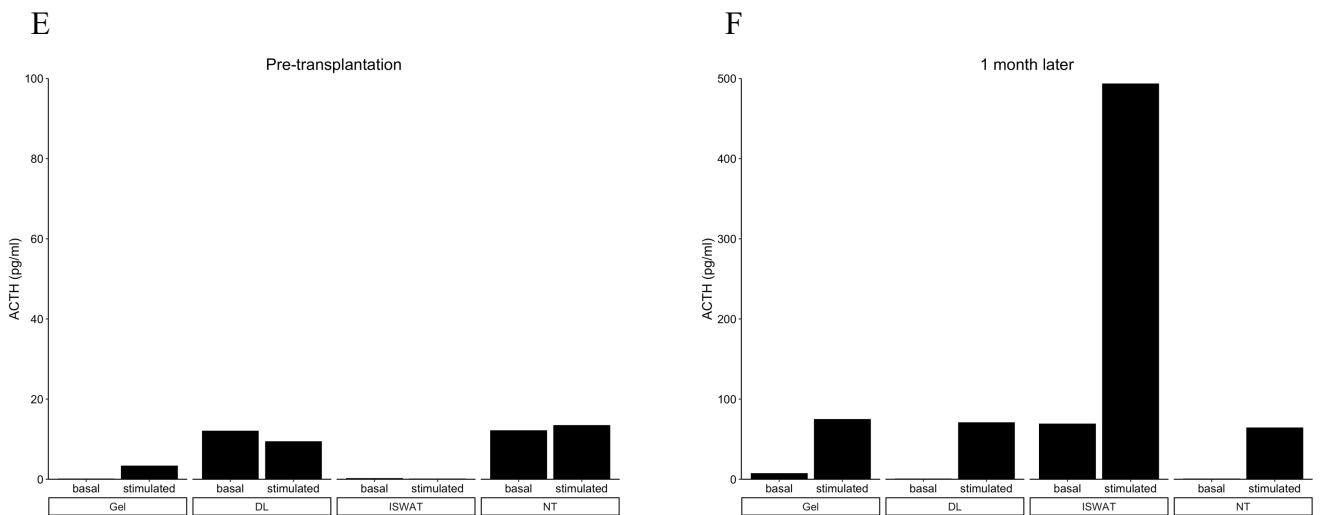 E
Pre-transplantation
100
80
60
40
20
0
ACTH (pg/ml)
basal stimulated basal stimulated basal stimulated basal stimulated
Gel DL ISWAT NT
F
1 month later
500
400
300
200
100
0
ACTH (pg/ml)
basal stimulated basal stimulated basal stimulated basal stimulated
Gel DL ISWAT NT